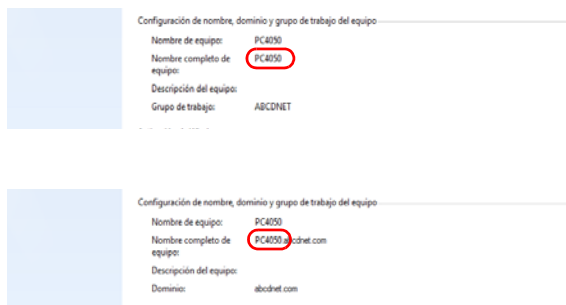 Configuración de nombre, dominio y grupo de trabajo del equipo
Nombre de equipo: PC4050
Nombre completo de PC4050
equipo:
Descripción del equipo:
Grupo de trabajo: ABCDNET
Configuración de nombre, dominio y grupo de trabajo del equipo
Nombre de equipo: PC4050
Nombre completo de PC4050.abcdnet.com
equipo:
Descripción del equipo:
Dominio: abcdnet.com